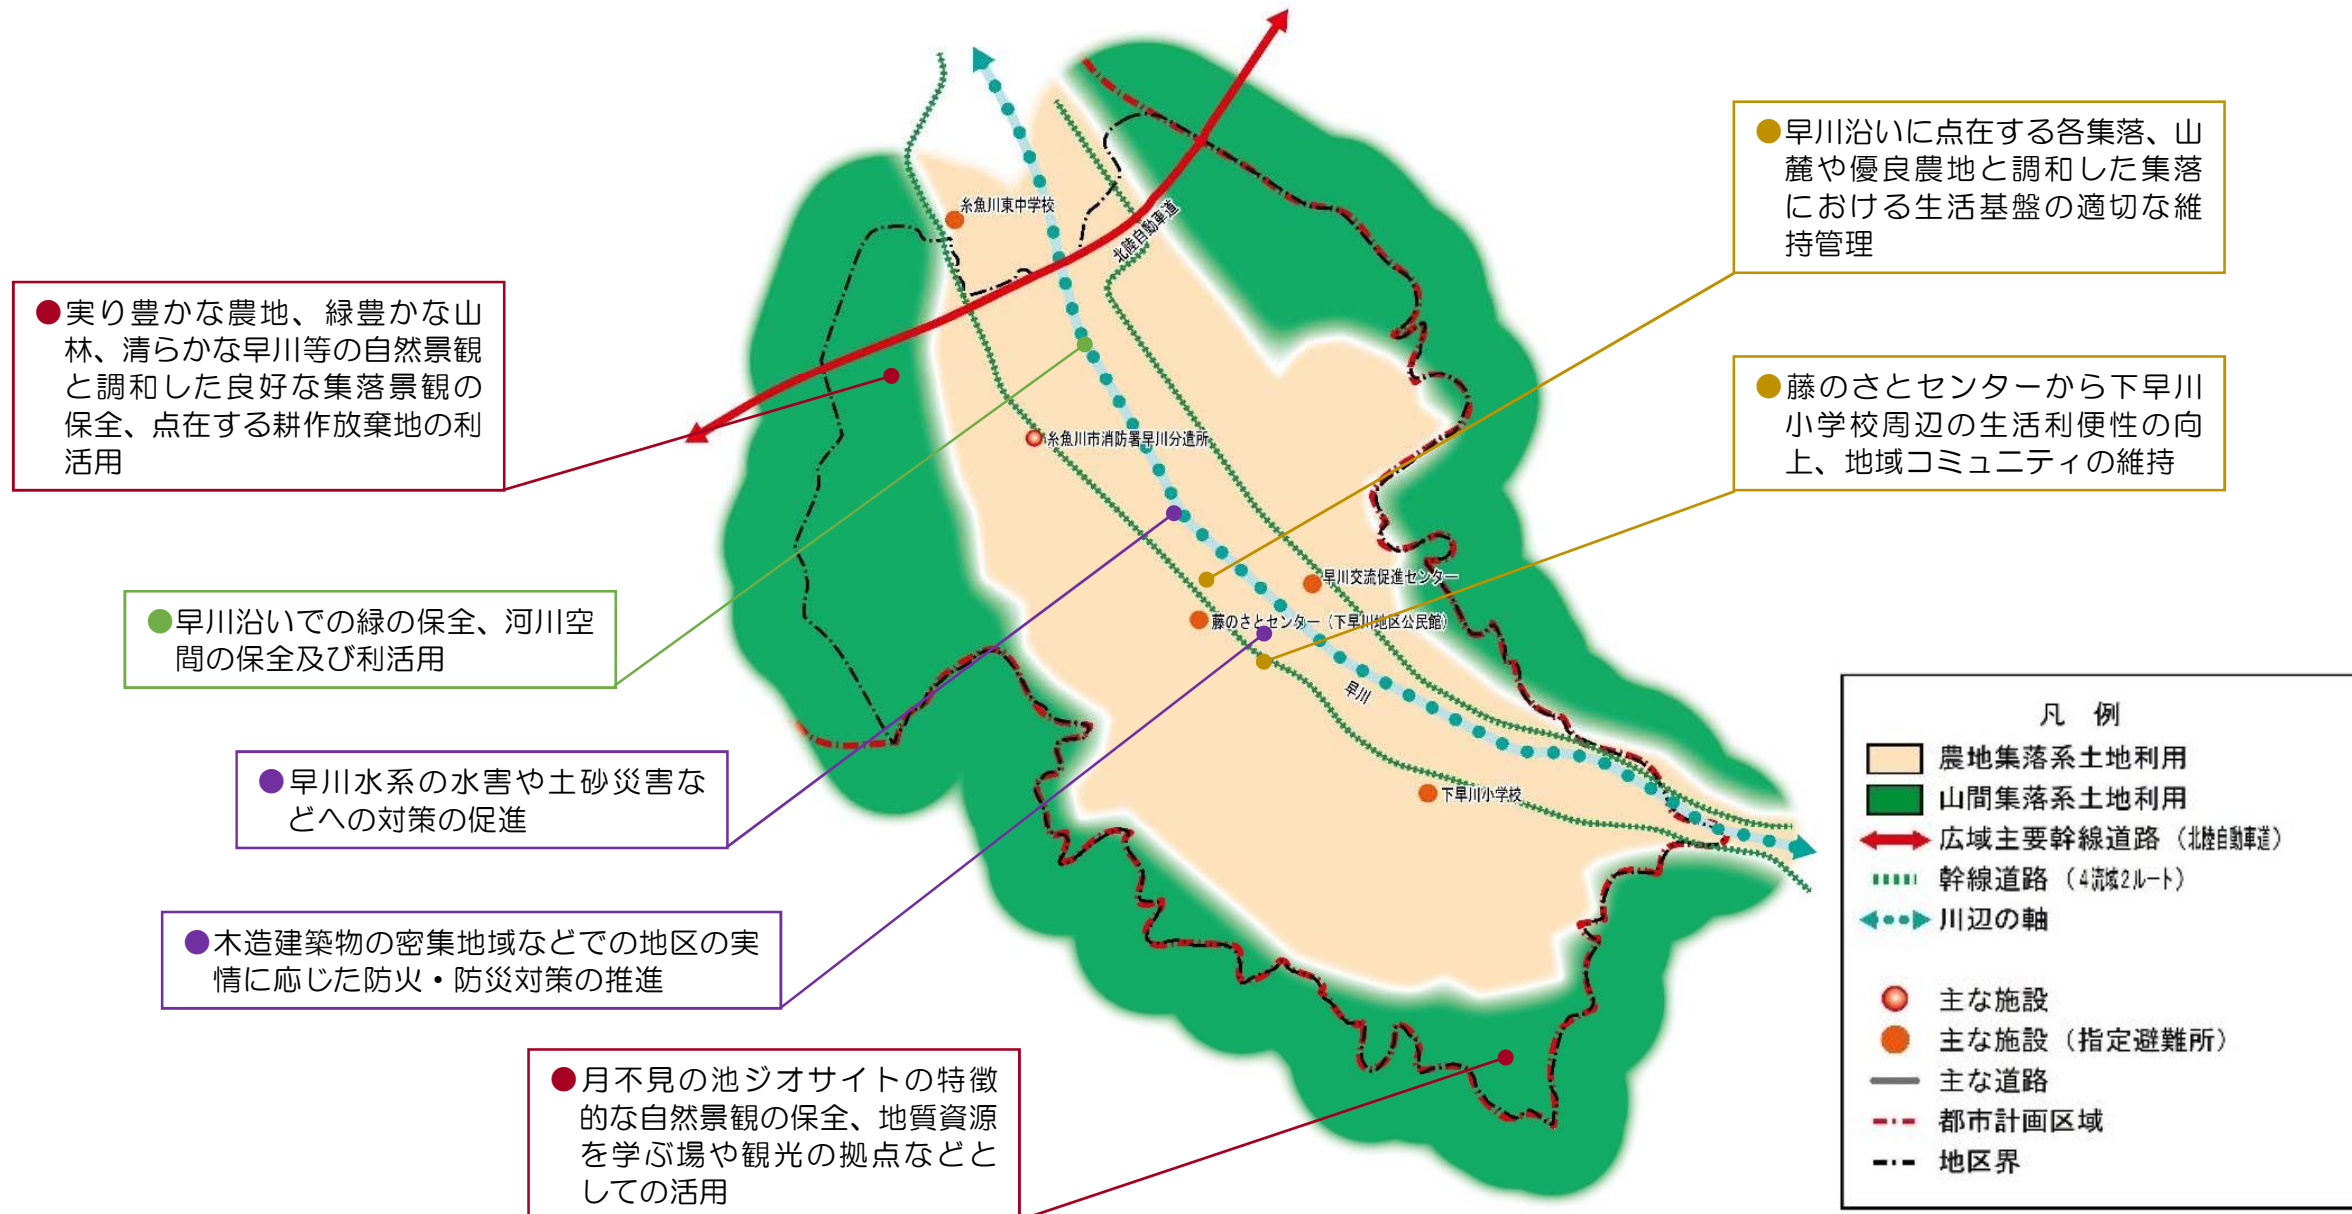 ●早川沿いに点在する各集落、山
麓や優良農地と調和した集落
における生活基盤の適切な維
持管理
●藤のさとセンターから下早川
小学校周辺の生活利便性の向
上、地域コミュニティの維持
●実り豊かな農地、緑豊かな山
林、清らかな早川等の自然景観
と調和した良好な集落景観の
保全、点在する耕作放棄地の利
活用
●早川沿いでの緑の保全、河川空
間の保全及び利活用
●早川水系の水害や土砂災害な
どへの対策の促進
●木造建築物の密集地域などでの地区の実
情に応じた防火・防災対策の推進
●月不見の池ジオサイトの特徴
的な自然景観の保全、地質資源
を学ぶ場や観光の拠点などと
しての活用
糸魚川東中学校
北陸自動車道
糸魚川市消防署早川分遣所
早川交流促進センター
藤のさとセンター（下早川地区公民館）
早川
下早川小学校
凡 例
農地集落系土地利用
山間集落系土地利用
広域主要幹線道路（北陸自動車道）
幹線道路（4流域2ルート）
川辺の軸
主な施設
主な施設（指定避難所）
主な道路
都市計画区域
地区界